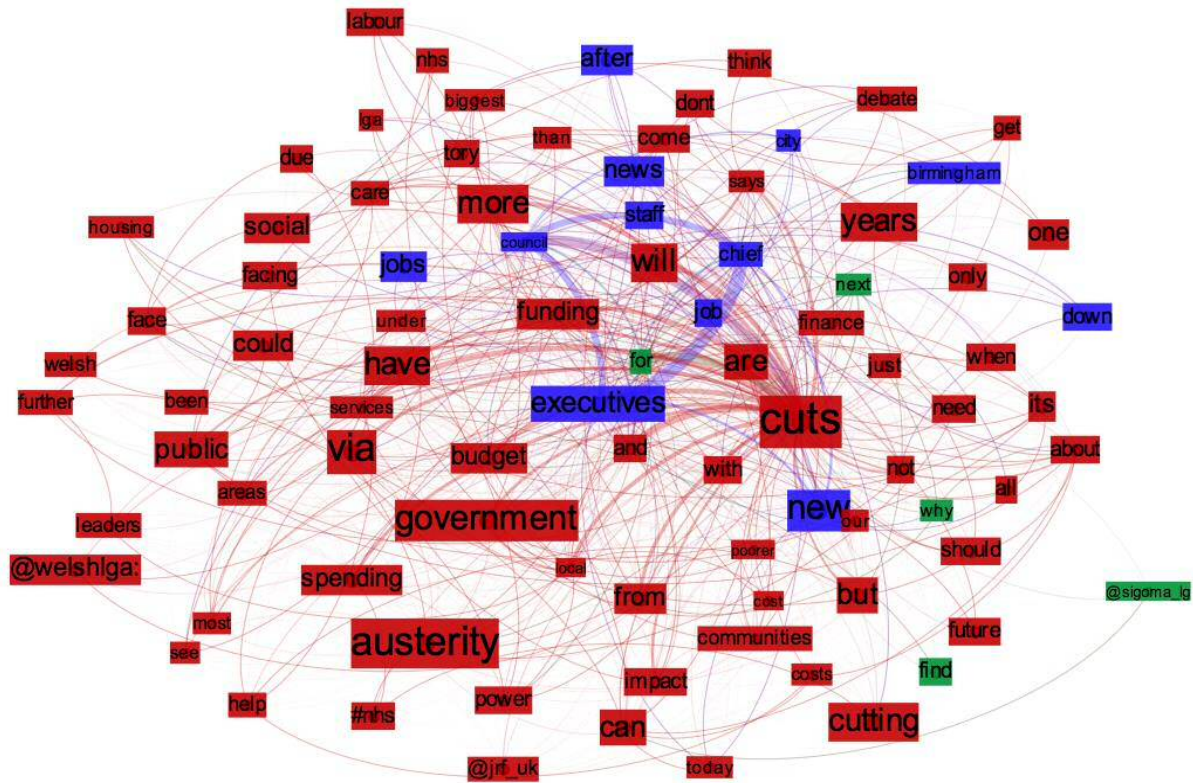 labour
after
nhs
think
biggest
dont
debate
lga
than
come
city
get
due
tory
care
news
says
birmingham
more
housing
social
staff
years
one
council
will
chief
facing
jobs
next
only
face
under
funding
job
finance
down
could
have
for
are
just
when
welsh
further
been
services
executives
cuts
need
its
public
via
budget
and
with
not
about
areas
all
leaders
government
new
our
why
@welshlga:
spending
local
poorer
should
@sigoma_lg
from
cost
but
most
austerity
communities
future
see
help
#nhs
power
impact
costs
find
can
cutting
@jrf_uk
today